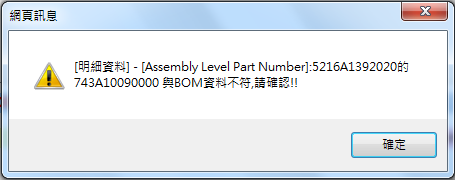 網頁訊息
[明細資料] - [Assembly Level Part Number]:5216A1392020的
743A10090000 與BOM資料不符,請確認!!
確定